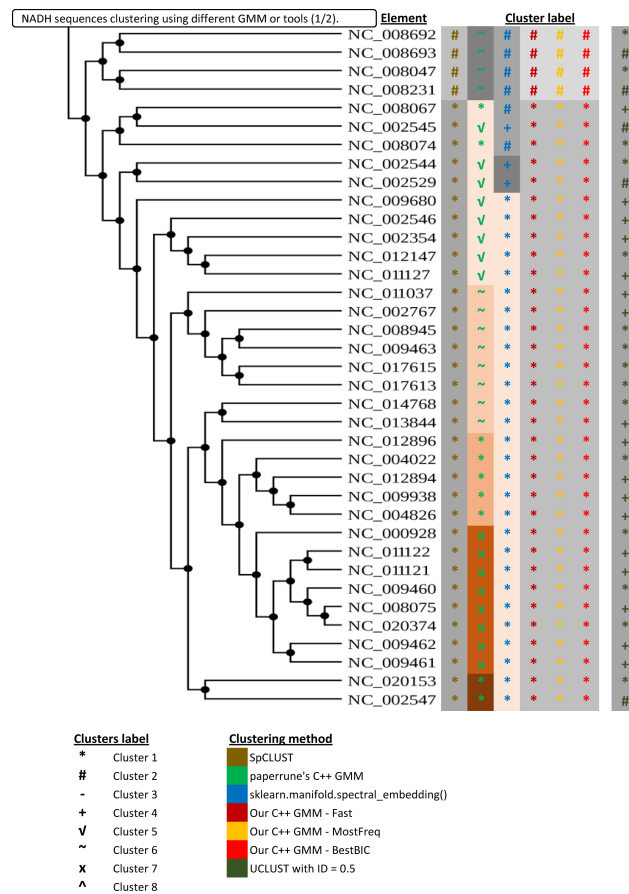 NADH sequences clustering using different GMM or tools (1/2).
Element Cluster label
NC_008692 # ~ # # # # *
NC_008693 # ~ # # # # #
NC_008047 # ~ # # # # *
NC_008231 # ~ # # # # #
NC_008067 * * # * * * +
NC_002545 * √ + * * * #
NC_008074 * * # * * * *
NC_002544 * √ + * * * *
NC_002529 * √ + * * * #
NC_009680 * √ * * * * +
NC_002546 * √ * * * * +
NC_002354 * √ * * * * +
NC_012147 * √ * * * * *
NC_011127 * √ * * * * +
NC_011037 * ~ * * * * +
NC_002767 * ~ * * * * +
NC_008945 * ~ * * * * *
NC_009463 * ~ * * * * *
NC_017615 * ~ * * * * *
NC_017613 * ~ * * * * *
NC_014768 * ~ * * * * *
NC_013844 * ~ * * * * +
NC_012896 * * * * * * +
NC_004022 * * * * * * *
NC_012894 * * * * * * +
NC_009938 * * * * * * +
NC_004826 * * * * * * +
NC_000928 * x * * * * *
NC_011122 * x * * * * +
NC_011121 * x * * * * +
NC_009460 * x * * * * *
NC_008075 * x * * * * +
NC_020374 * x * * * * *
NC_009462 * x * * * * +
NC_009461 * x * * * * +
NC_020153 * * * * * * *
NC_002547 * * * * * * #
Clusters label
* Cluster 1
# Cluster 2
- Cluster 3
+ Cluster 4
√ Cluster 5
~ Cluster 6
x Cluster 7
^ Cluster 8
Clustering method
SpCLUST
paperrune's C++ GMM
sklearn.manifold.spectral_embedding()
Our C++ GMM - Fast
Our C++ GMM - MostFreq
Our C++ GMM - BestBIC
UCLUST with ID = 0.5